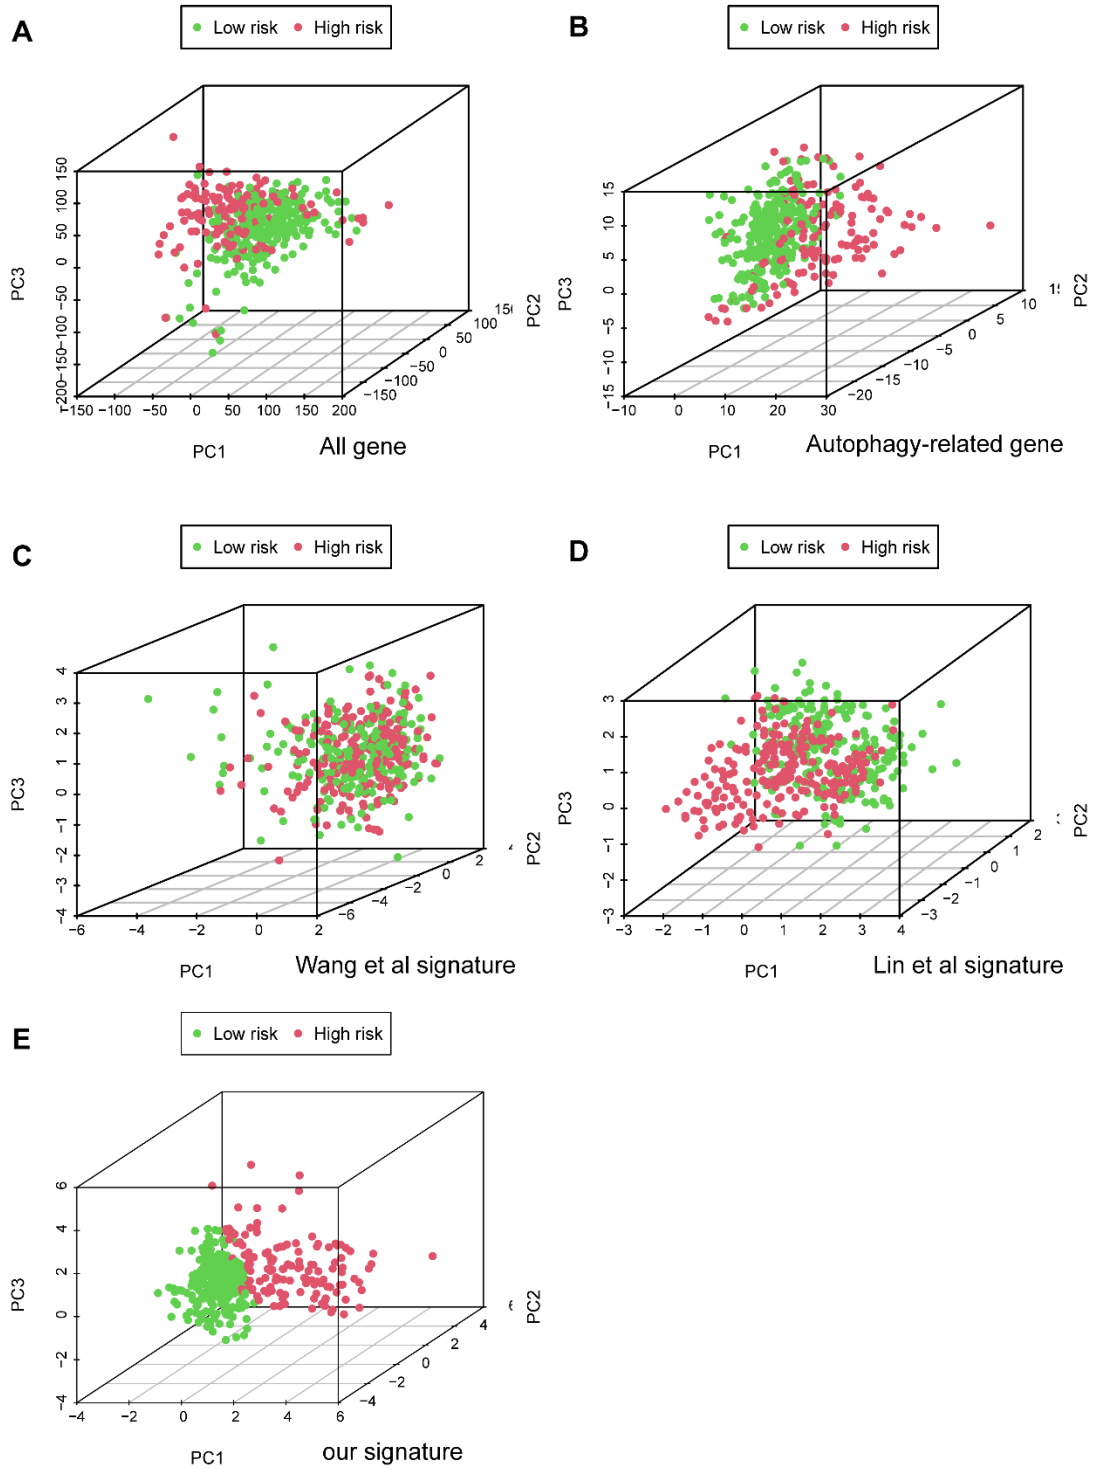 A
Low risk High risk
PC3
150
100
50
0
−50
−100
−150
−200
−150 −100 −50 0 50 100 150 200
−150
−100
−50
0
50
100
PC2
PC1
All gene
B
Low risk High risk
PC3
15
10
5
0
−5
−10
−15
−10 0 10 20 30
−20
−15
−10
−5
0
5
10
PC2
PC1
Autophagy-related gene
C
Low risk High risk
PC3
4
3
2
1
0
−1
−2
−3
−4
−6 −4 −2 0 2
−6
−4
−2
0
2
PC2
PC1
Wang et al signature
D
Low risk High risk
PC3
3
2
1
0
−1
−2
−3
−3 −2 −1 0 1 2 3 4
−3
−2
−1
0
1
2
PC2
PC1
Lin et al signature
E
Low risk High risk
PC3
6
4
2
0
−2
−4
−4 −2 0 2 4 6
−4
−2
0
2
4
PC2
PC1
our signature